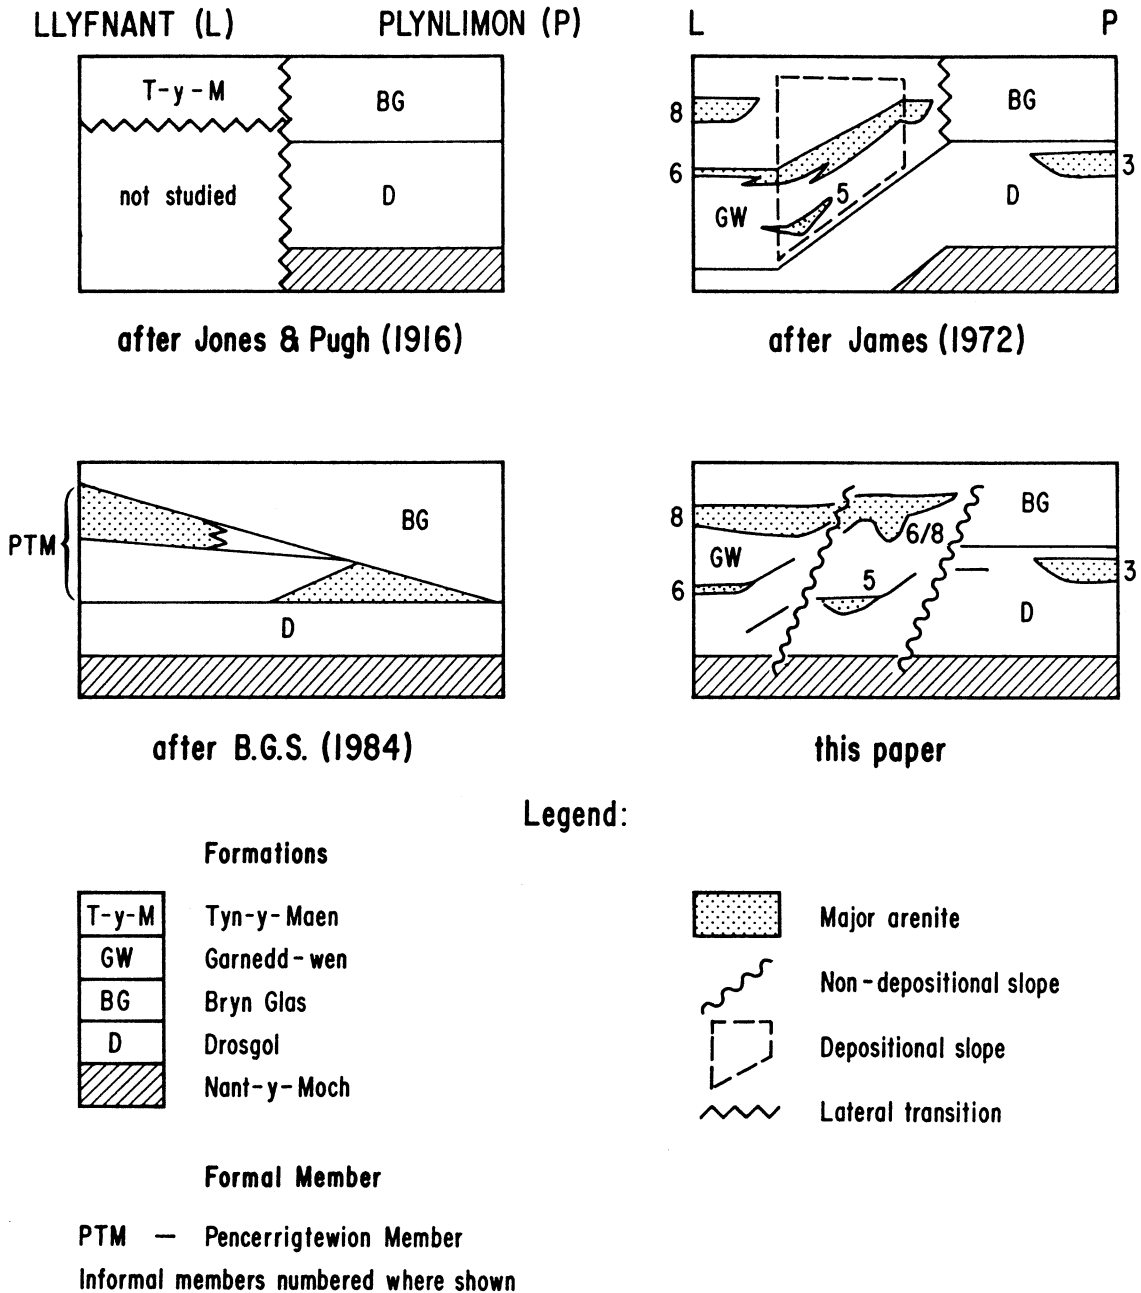 LLYFNANT (L) PLYNLIMON (P)
T-y-M
BG
not studied
D
after Jones & Pugh (1916)
L P
8
BG
6
3
5
GW
D
after James (1972)
PTM
BG
D
after B.G.S. (1984)
8
BG
6/8
GW
3
5
6
D
this paper
Legend:
Formations
T-y-M Tyn-y-Maen
GW Garnedd-wen
BG Bryn Glas
D Drosgol
Nant-y-Moch
Major arenite
Non-depositional slope
Depositional slope
Lateral transition
Formal Member
PTM — Pencerrigtewion Member
Informal members numbered where shown